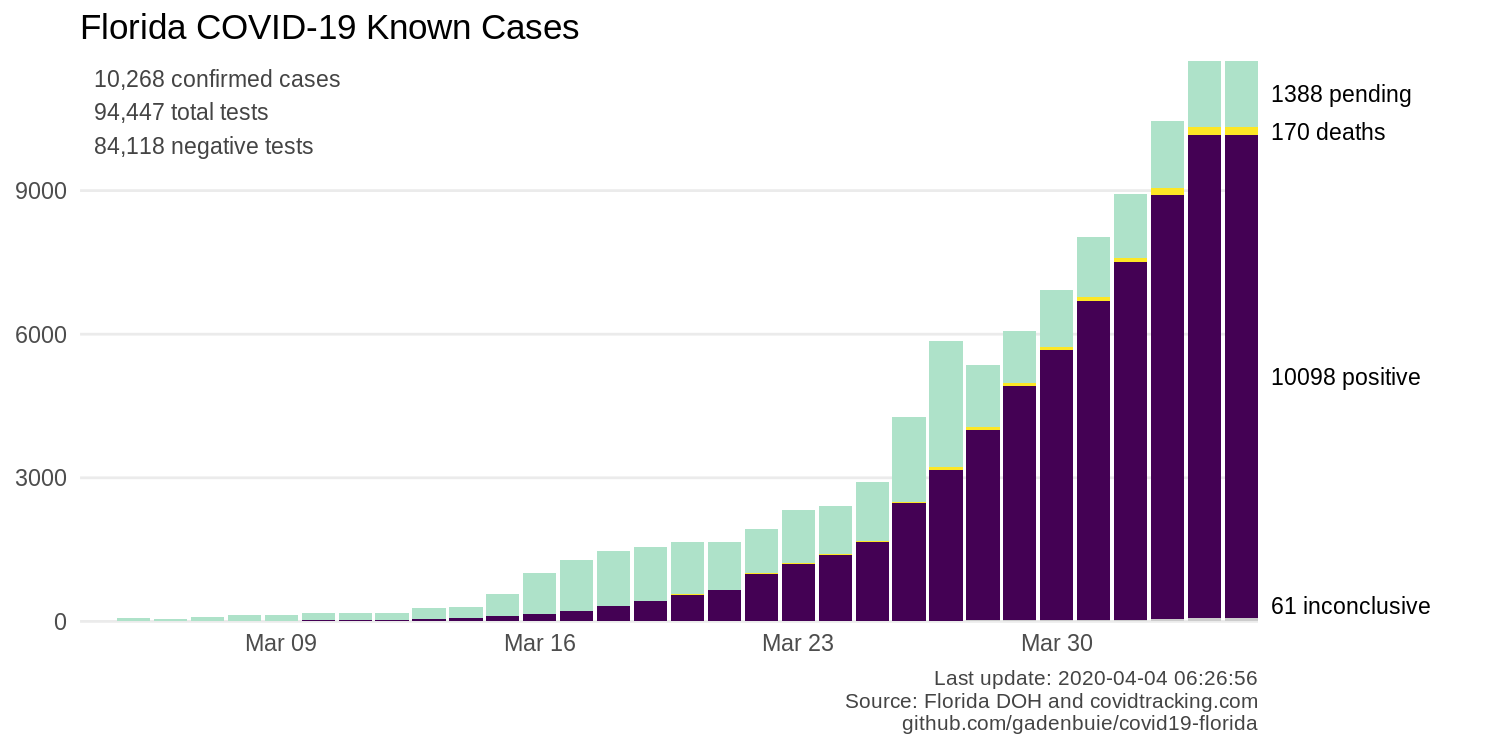 Florida COVID-19 Known Cases
10,268 confirmed cases
94,447 total tests
84,118 negative tests
1388 pending
170 deaths
9000
6000
10098 positive
3000
61 inconclusive
0
Mar 09 Mar 16 Mar 23 Mar 30
Last update: 2020-04-04 06:26:56
Source: Florida DOH and covidtracking.com
github.com/gadenbuie/covid19-florida